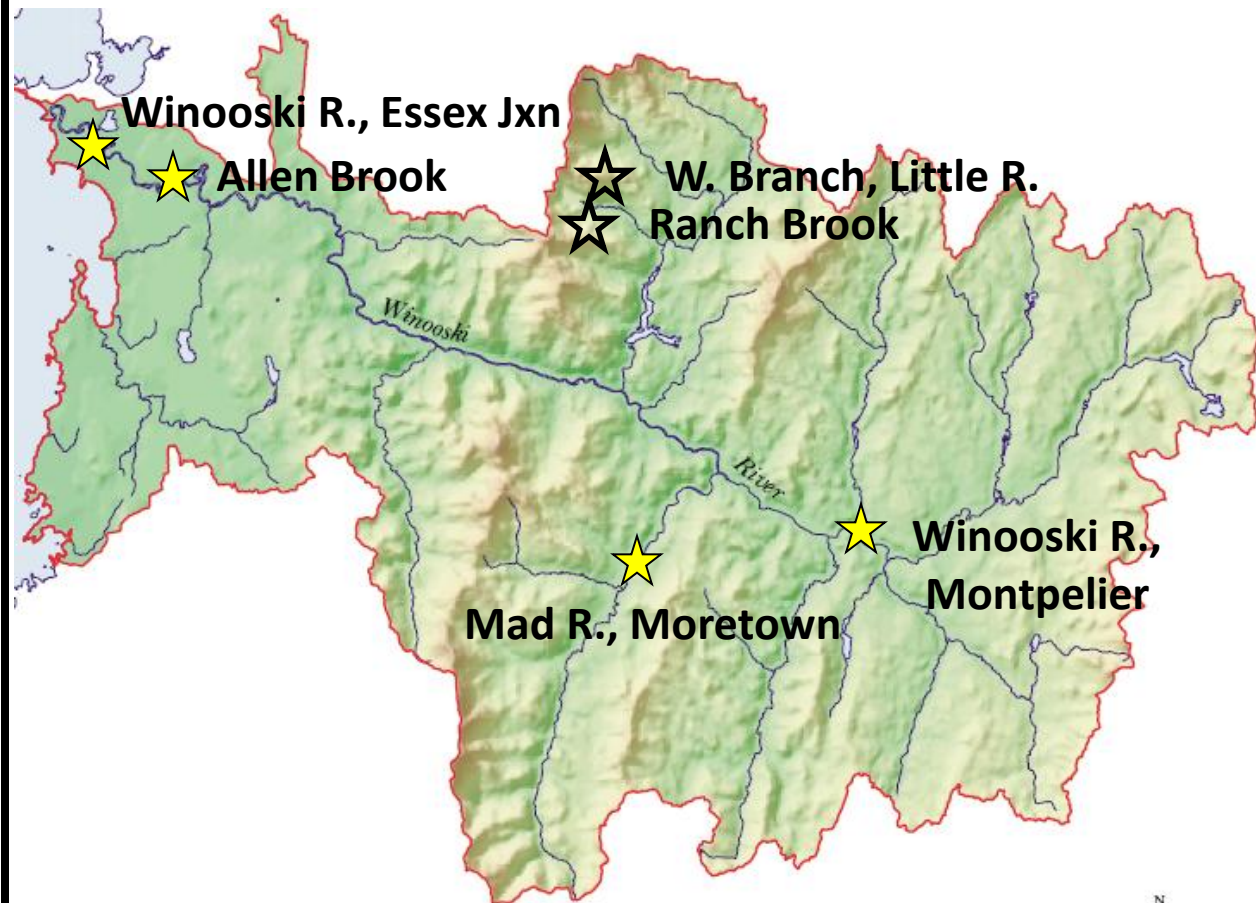 Winooski R., Essex Jxn
Allen Brook
W. Branch, Little R.
Ranch Brook
Winooski
River
Winooski R.,
Montpelier
Mad R., Moretown
N